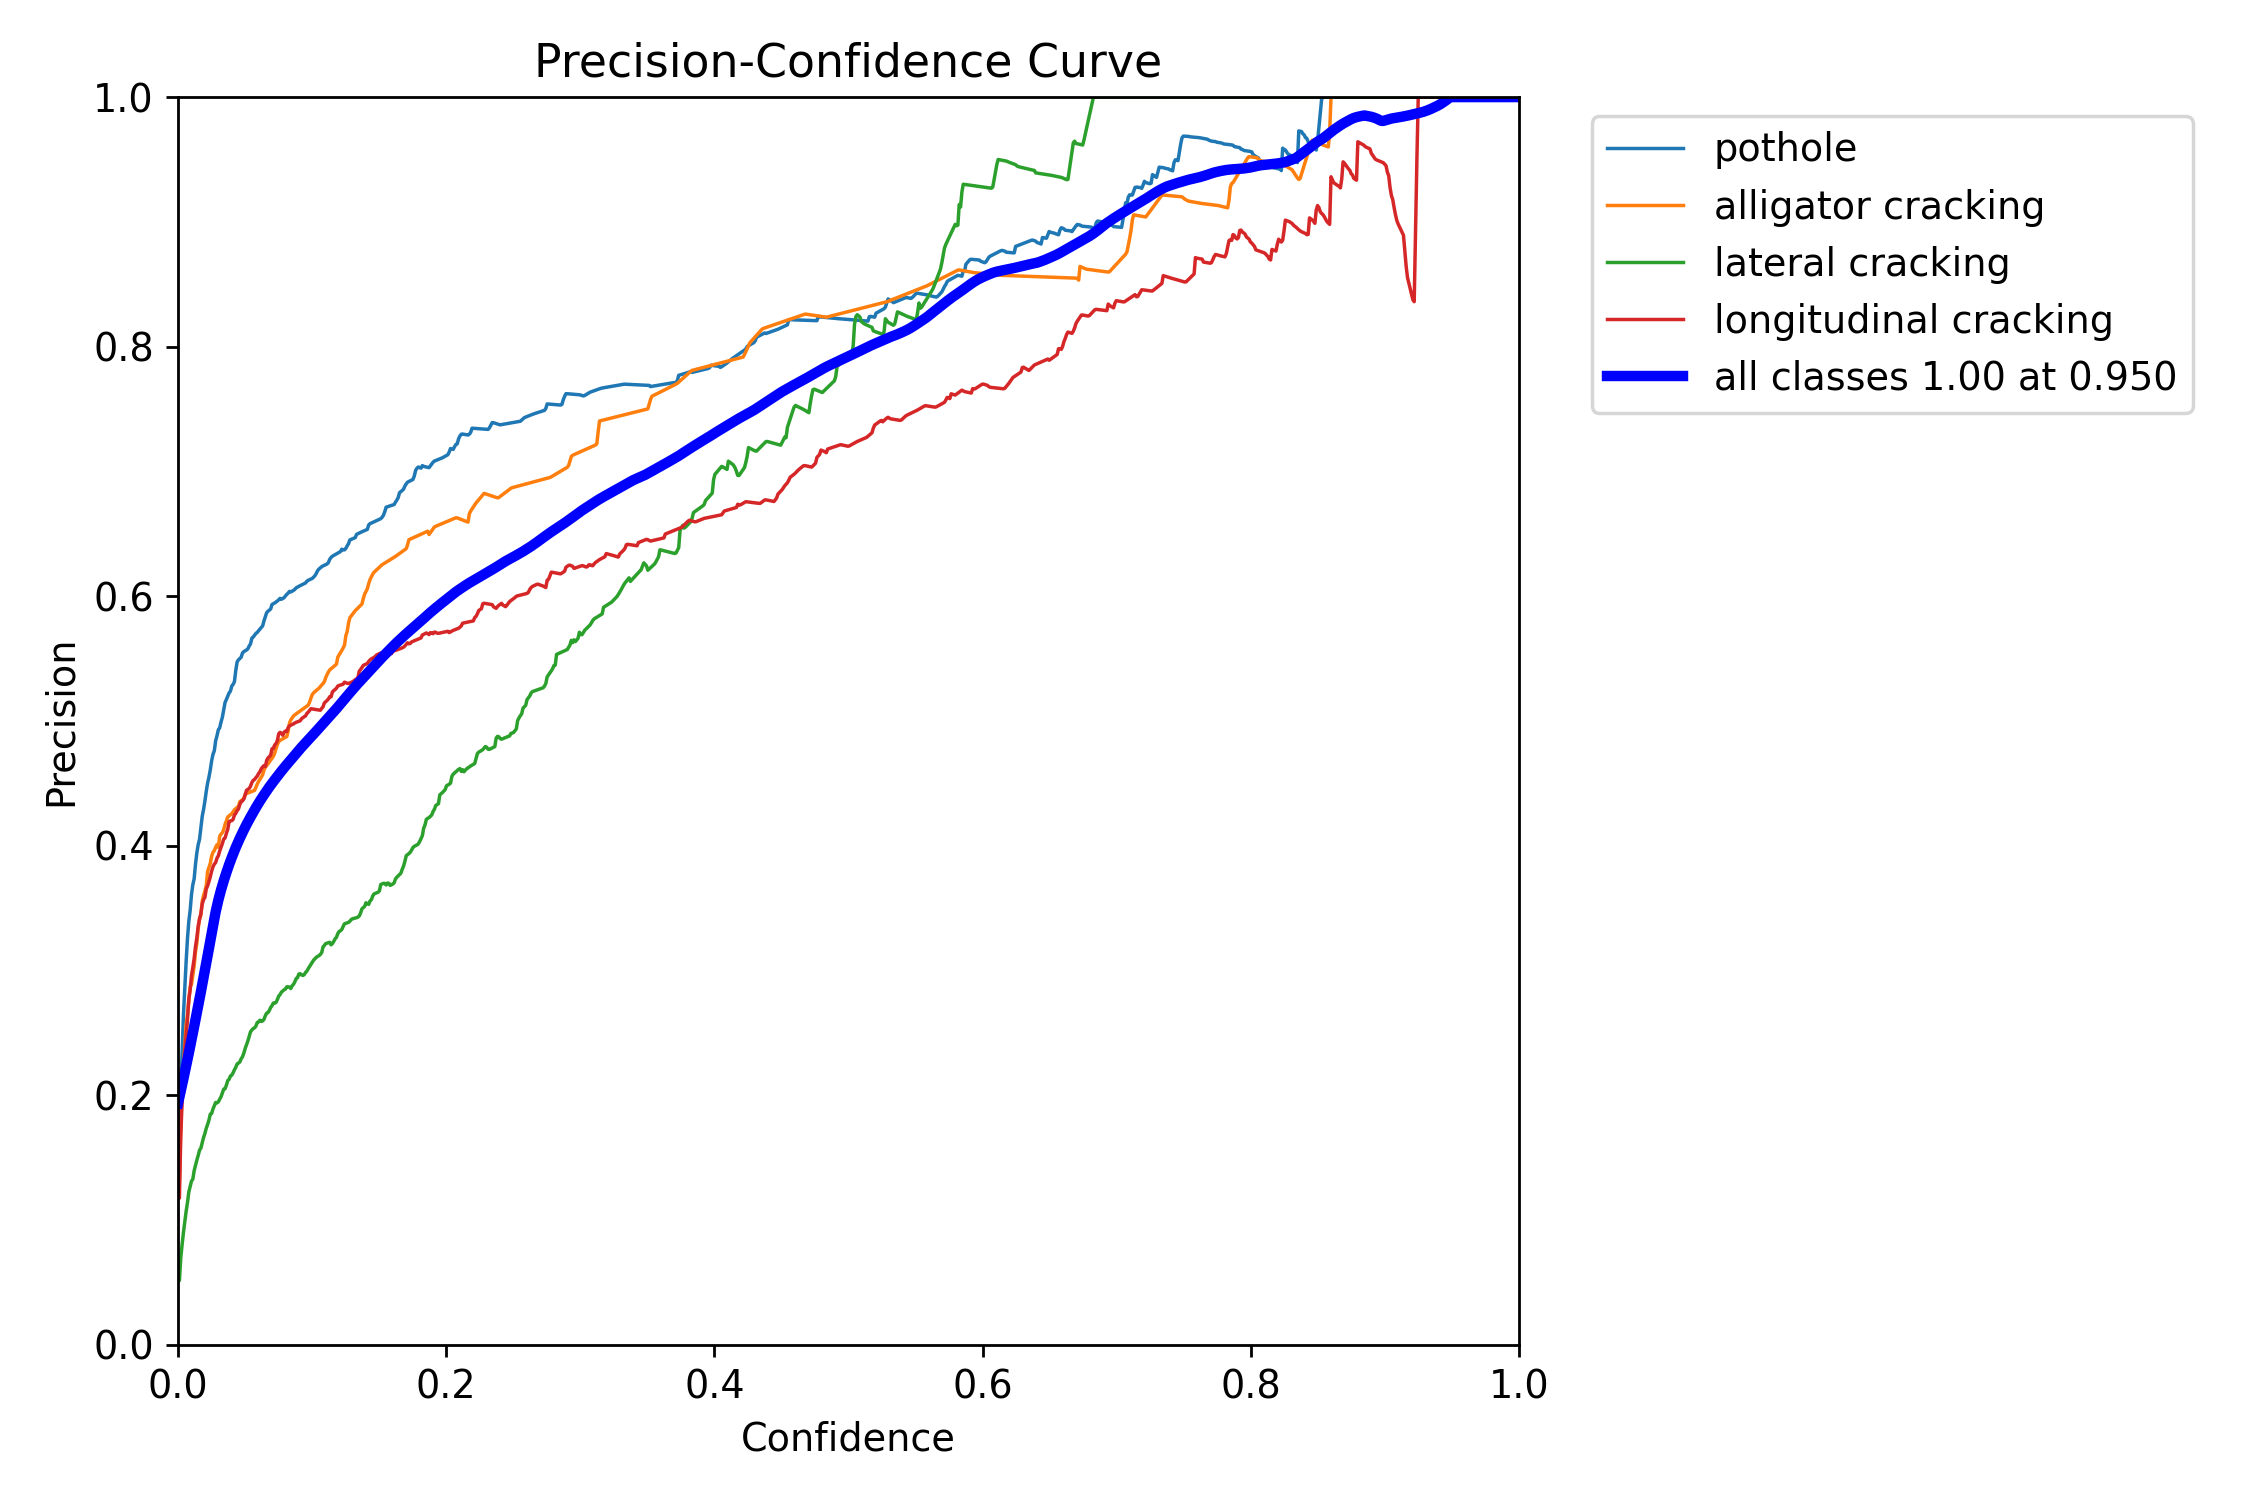 Precision-Confidence Curve
1.0
0.8
0.6
0.4
0.2
0.0
Precision
0.0 0.2 0.4 0.6 0.8 1.0
Confidence
pothole
alligator cracking
lateral cracking
longitudinal cracking
all classes 1.00 at 0.950